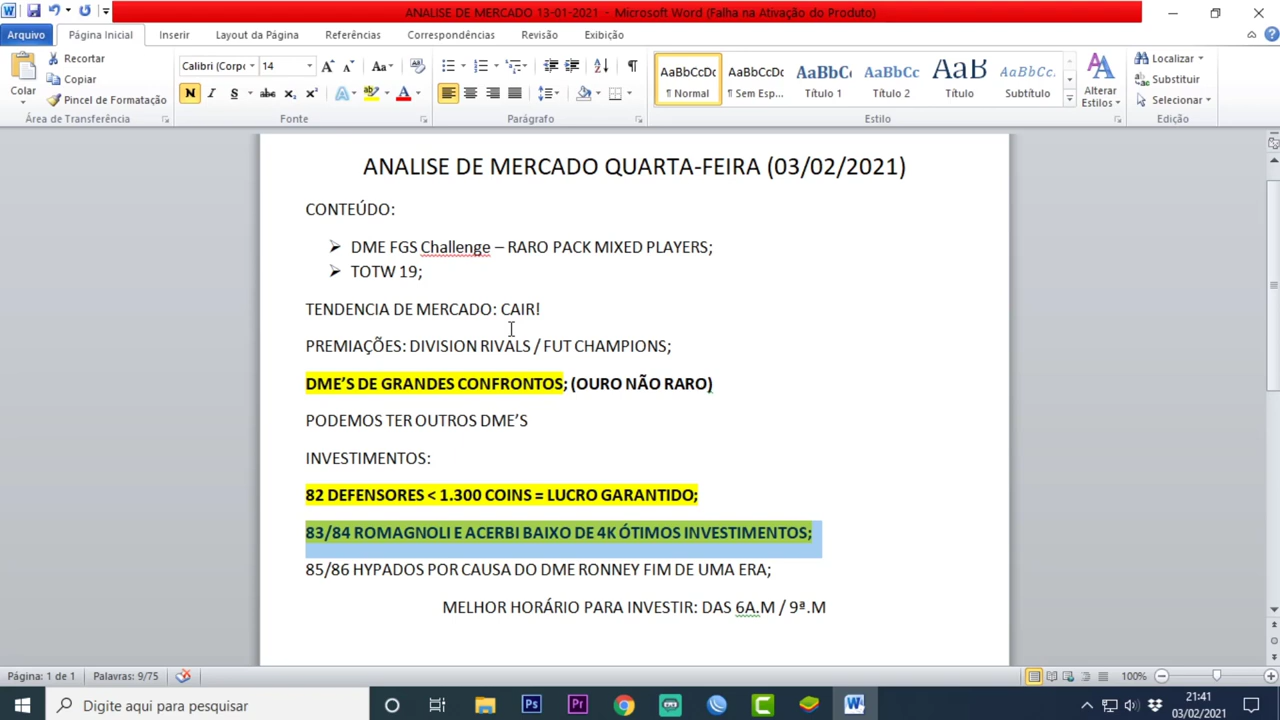 ANALISE DE MERCADO 13-01-2021 - Microsoft Word (Falha na Ativação do Produto)
Arquivo Página Inicial Inserir Layout da Página Referências Correspondências Revisão Exibição
Colar
Recortar
Copiar
Pincel de Formatação
Área de Transferência
Calibri (Corpo 14
N I S abc x₂ x²
Fonte
Parágrafo
AaBbCcDc AaBbCcDc AaBbC AaBbCc AaB AaBbCc.
¶ Normal ¶ Sem Esp... Título 1 Título 2 Título Subtítulo
Alterar Estilos
Estilo
Localizar
Substituir
Selecionar
Edição
ANALISE DE MERCADO QUARTA-FEIRA (03/02/2021)
CONTEÚDO:
DME FGS Challenge – RARO PACK MIXED PLAYERS;
TOTW 19;
TENDENCIA DE MERCADO: CAIR!
PREMIAÇÕES: DIVISION RIVALS / FUT CHAMPIONS;
DME’S DE GRANDES CONFRONTOS; (OURO NÃO RARO)
PODEMOS TER OUTROS DME’S
INVESTIMENTOS:
82 DEFENSORES < 1.300 COINS = LUCRO GARANTIDO;
83/84 ROMAGNOLI E ACERBI BAIXO DE 4K ÓTIMOS INVESTIMENTOS;
85/86 HYPADOS POR CAUSA DO DME RONNEY FIM DE UMA ERA;
MELHOR HORÁRIO PARA INVESTIR: DAS 6A.M / 9ª.M
Página: 1 de 1 Palavras: 9/75 100%
Digite aqui para pesquisar
21:41
03/02/2021